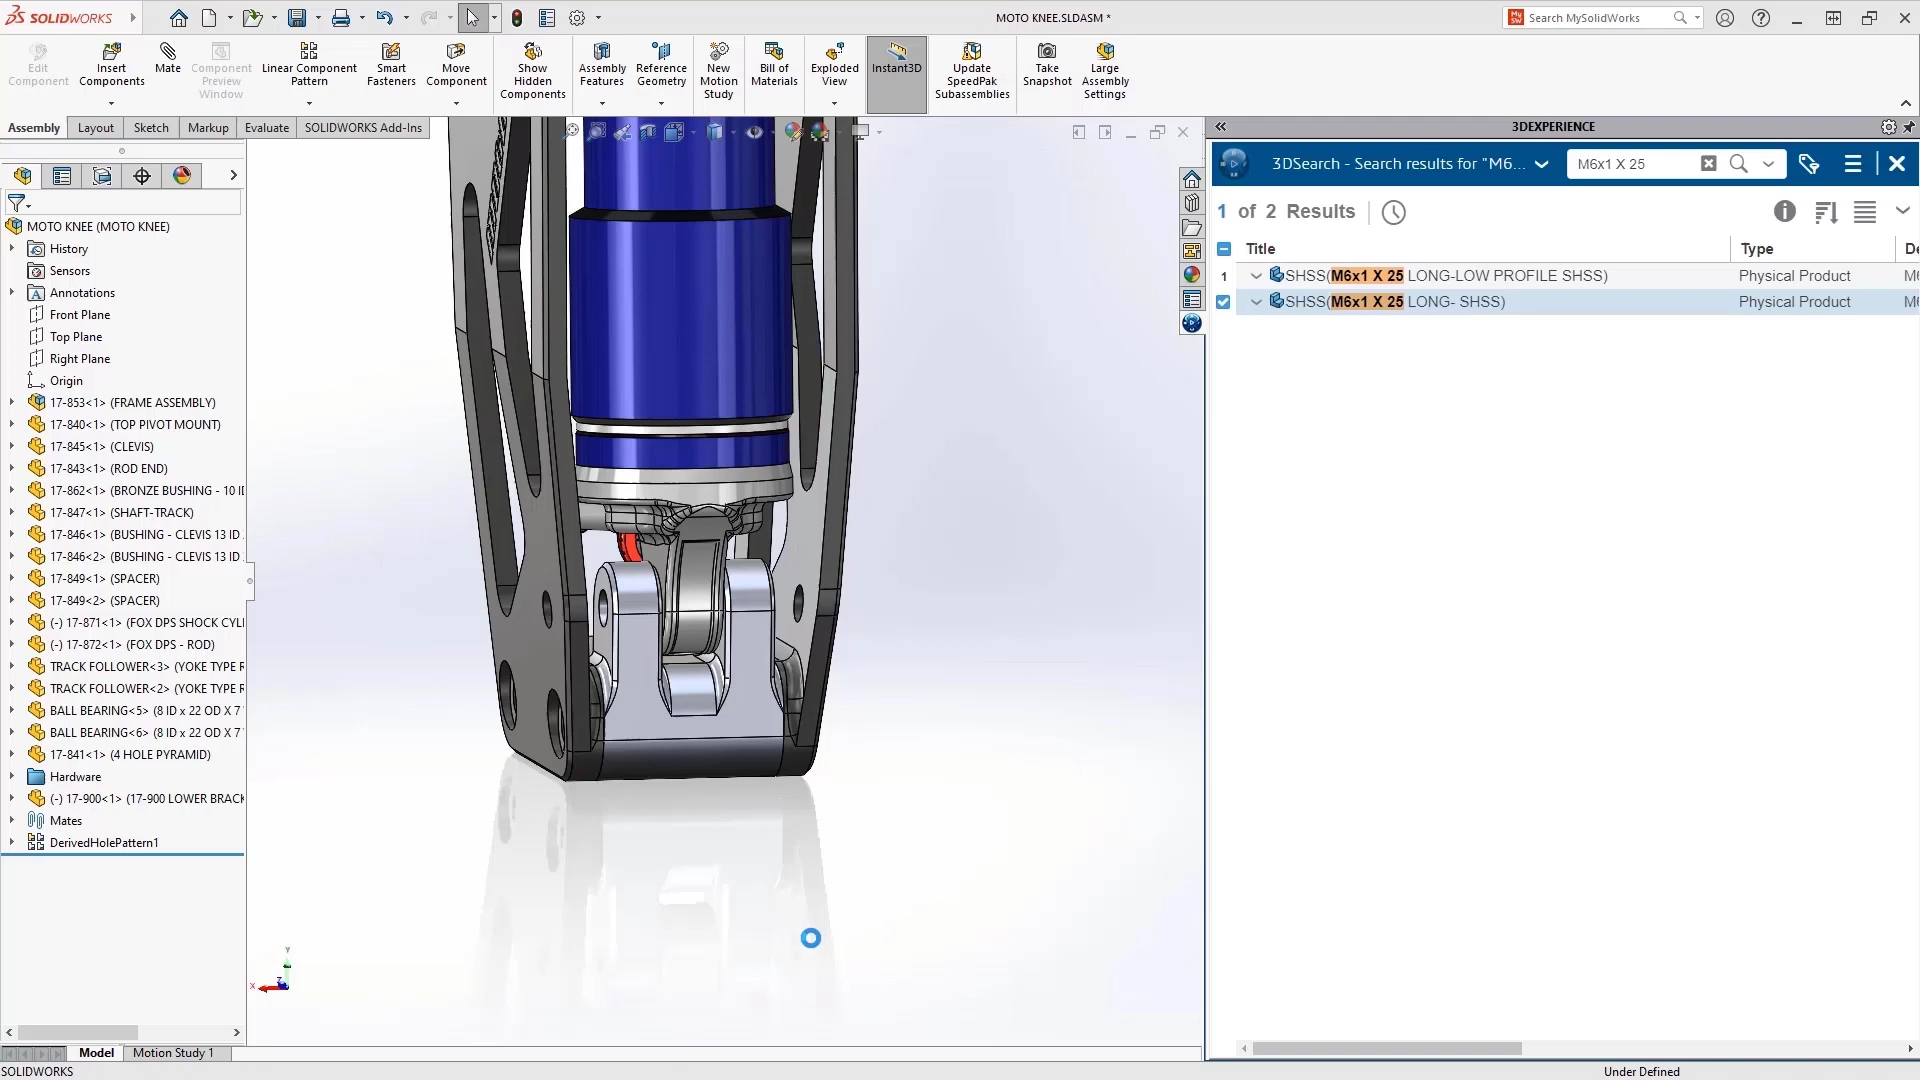 SOLIDWORKS
MOTO KNEE.SLDASM *
Search MySolidWorks
Edit Component
Insert Components
Mate
Component Preview Window
Linear Component Pattern
Smart Fasteners
Move Component
Show Hidden Components
Assembly Features
Reference Geometry
New Motion Study
Bill of Materials
Exploded View
Instant3D
Update SpeedPak Subassemblies
Take Snapshot
Large Assembly Settings
Assembly
Layout
Sketch
Markup
Evaluate
SOLIDWORKS Add-Ins
MOTO KNEE (MOTO KNEE)
History
Sensors
Annotations
Front Plane
Top Plane
Right Plane
Origin
17-853<1> (FRAME ASSEMBLY)
17-840<1> (TOP PIVOT MOUNT)
17-845<1> (CLEVIS)
17-843<1> (ROD END)
17-862<1> (BRONZE BUSHING - 10 ID
17-847<1> (SHAFT-TRACK)
17-846<1> (BUSHING - CLEVIS 13 ID
17-846<2> (BUSHING - CLEVIS 13 ID
17-849<1> (SPACER)
17-849<2> (SPACER)
(-) 17-871<1> (FOX DPS SHOCK CYLI
(-) 17-872<1> (FOX DPS - ROD)
TRACK FOLLOWER<3> (YOKE TYPE R
TRACK FOLLOWER<2> (YOKE TYPE R
BALL BEARING<5> (8 ID x 22 OD X 7
BALL BEARING<6> (8 ID x 22 OD X 7
17-841<1> (4 HOLE PYRAMID)
Hardware
(-) 17-900<1> (17-900 LOWER BRACK
Mates
DerivedHolePattern1
Y
X
Z
Model
Motion Study 1
SOLIDWORKS
Under Defined
3DEXPERIENCE
3DSearch - Search results for "M6...
M6x1 X 25
1 of 2 Results
Title
Type
De
1
SHSS(M6x1 X 25 LONG-LOW PROFILE SHSS)
Physical Product
M6
SHSS(M6x1 X 25 LONG- SHSS)
Physical Product
M6